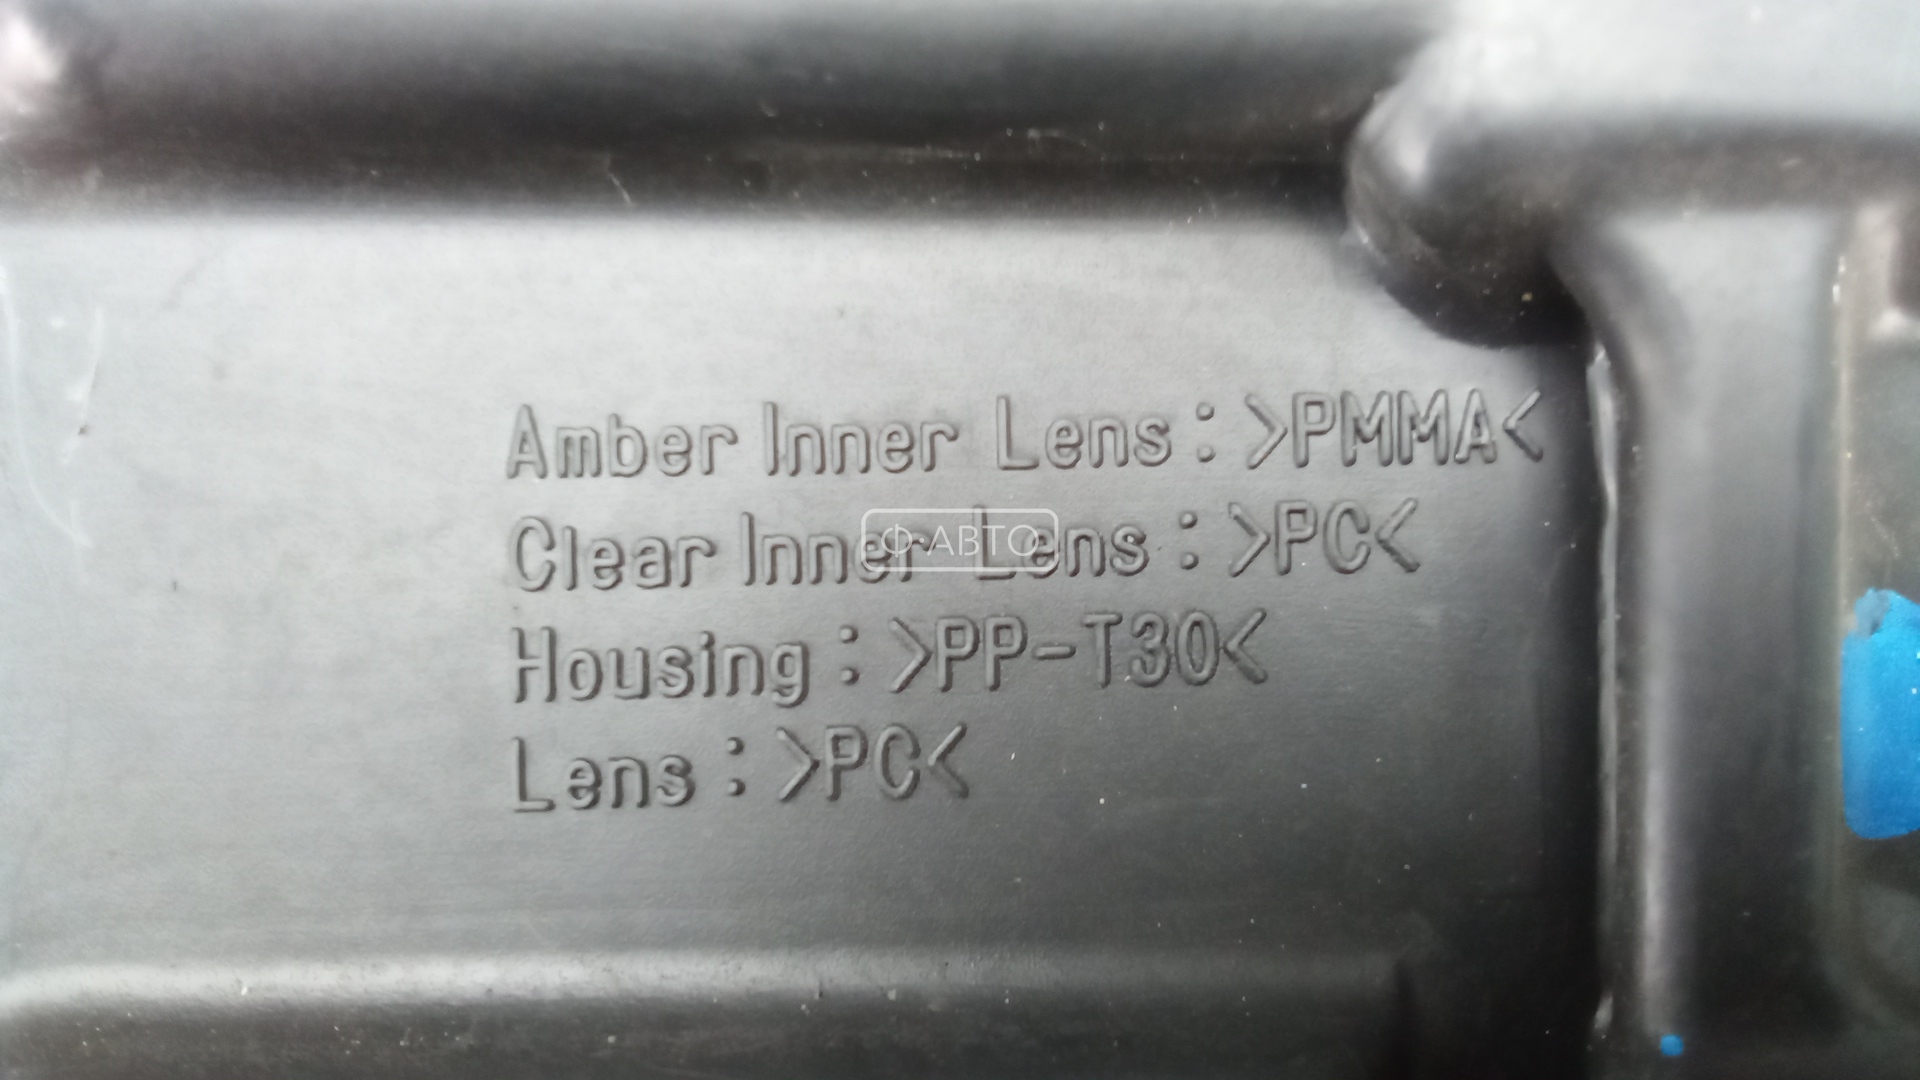 Amber Inner Lens : >PMMA<
Clear Inner Lens : >PC<
Ф·АВТО
Housing : >PP-T30<
Lens : >PC<